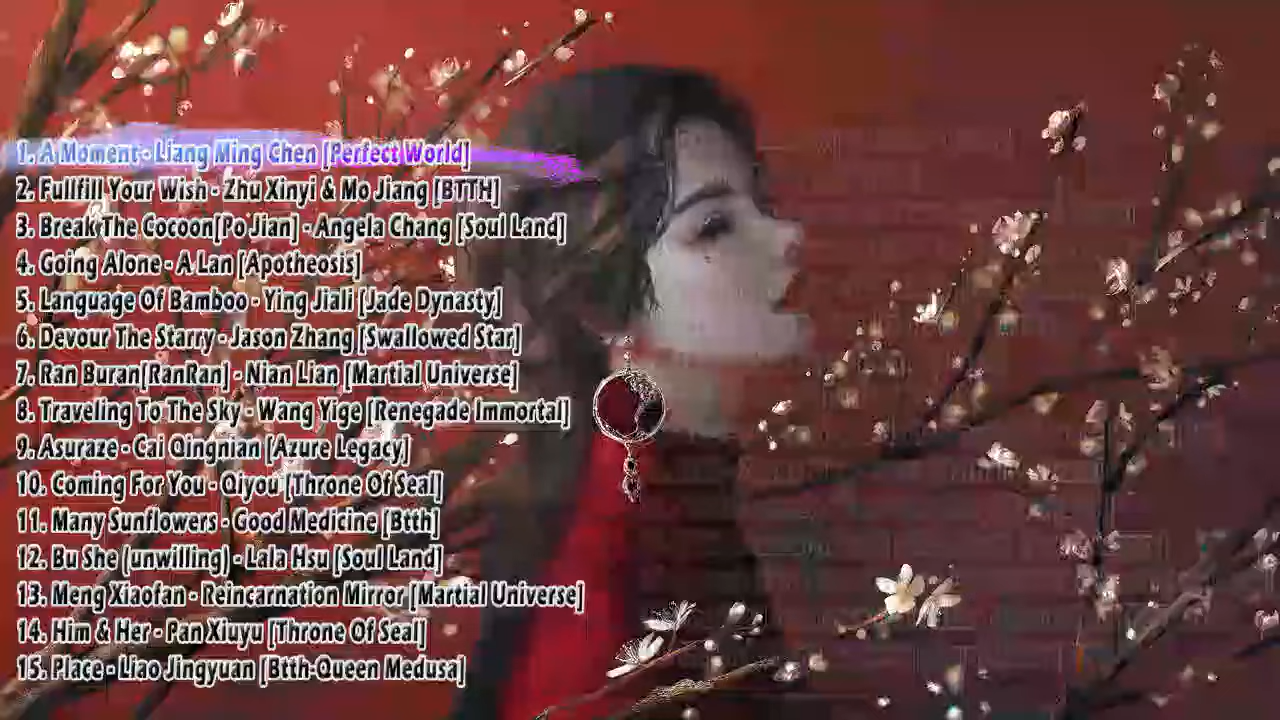 1. A Moment - Liang Ming Chen [Perfect World]
2. Fullfill Your Wish - Zhu Xinyi & Mo Jiang [BTTH]
3. Break The Cocoon[Po Jian] - Angela Chang [Soul Land]
4. Going Alone - A Lan [Apotheosis]
5. Language Of Bamboo - Ying Jiali [Jade Dynasty]
6. Devour The Starry - Jason Zhang [Swallowed Star]
7. Ran Buran[RanRan] - Nian Lian [Martial Universe]
8. Traveling To The Sky - Wang Yige [Renegade Immortal]
9. Asuraze - Cai Qingnian [Azure Legacy]
10. Coming For You - Qiyou [Throne Of Seal]
11. Many Sunflowers - Good Medicine [Btth]
12. Bu She (unwilling) - Lala Hsu [Soul Land]
13. Meng Xiaofan - Reincarnation Mirror [Martial Universe]
14. Him & Her - Pan Xiuyu [Throne Of Seal]
15. Place - Liao Jingyuan [Btth-Queen Medusa]